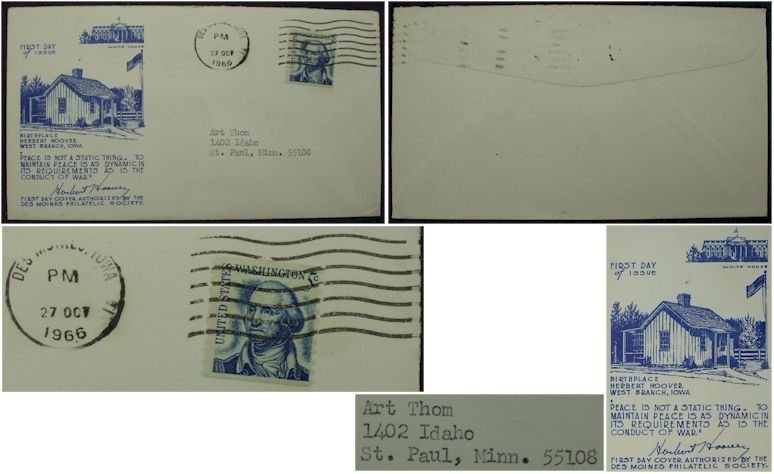 FIRST DAY
of ISSUE
WHITE HOUSE
BIRTHPLACE
HERBERT HOOVER
WEST BRANCH, IOWA
"PEACE IS NOT A STATIC THING - TO
MAINTAIN PEACE IS AS DYNAMIC IN
ITS REQUIREMENTS AS IS THE
CONDUCT OF WAR."
Herbert Hoover
FIRST DAY COVER AUTHORIZED BY THE
DES MOINES PHILATELIC SOCIETY.
DES MOINES, IOWA
PM
27 OCT
1966
Art Thom
1402 Idaho
St. Paul, Minn. 55108
DES MOINES, IOWA
PM
27 OCT
1966
UNITED STATES
WASHINGTON 5c
FIRST DAY
of ISSUE
WHITE HOUSE
BIRTHPLACE
HERBERT HOOVER
WEST BRANCH, IOWA
"PEACE IS NOT A STATIC THING - TO
MAINTAIN PEACE IS AS DYNAMIC IN
ITS REQUIREMENTS AS IS THE
CONDUCT OF WAR."
Herbert Hoover
FIRST DAY COVER AUTHORIZED BY THE
DES MOINES PHILATELIC SOCIETY.
Art Thom
1402 Idaho
St. Paul, Minn. 55108